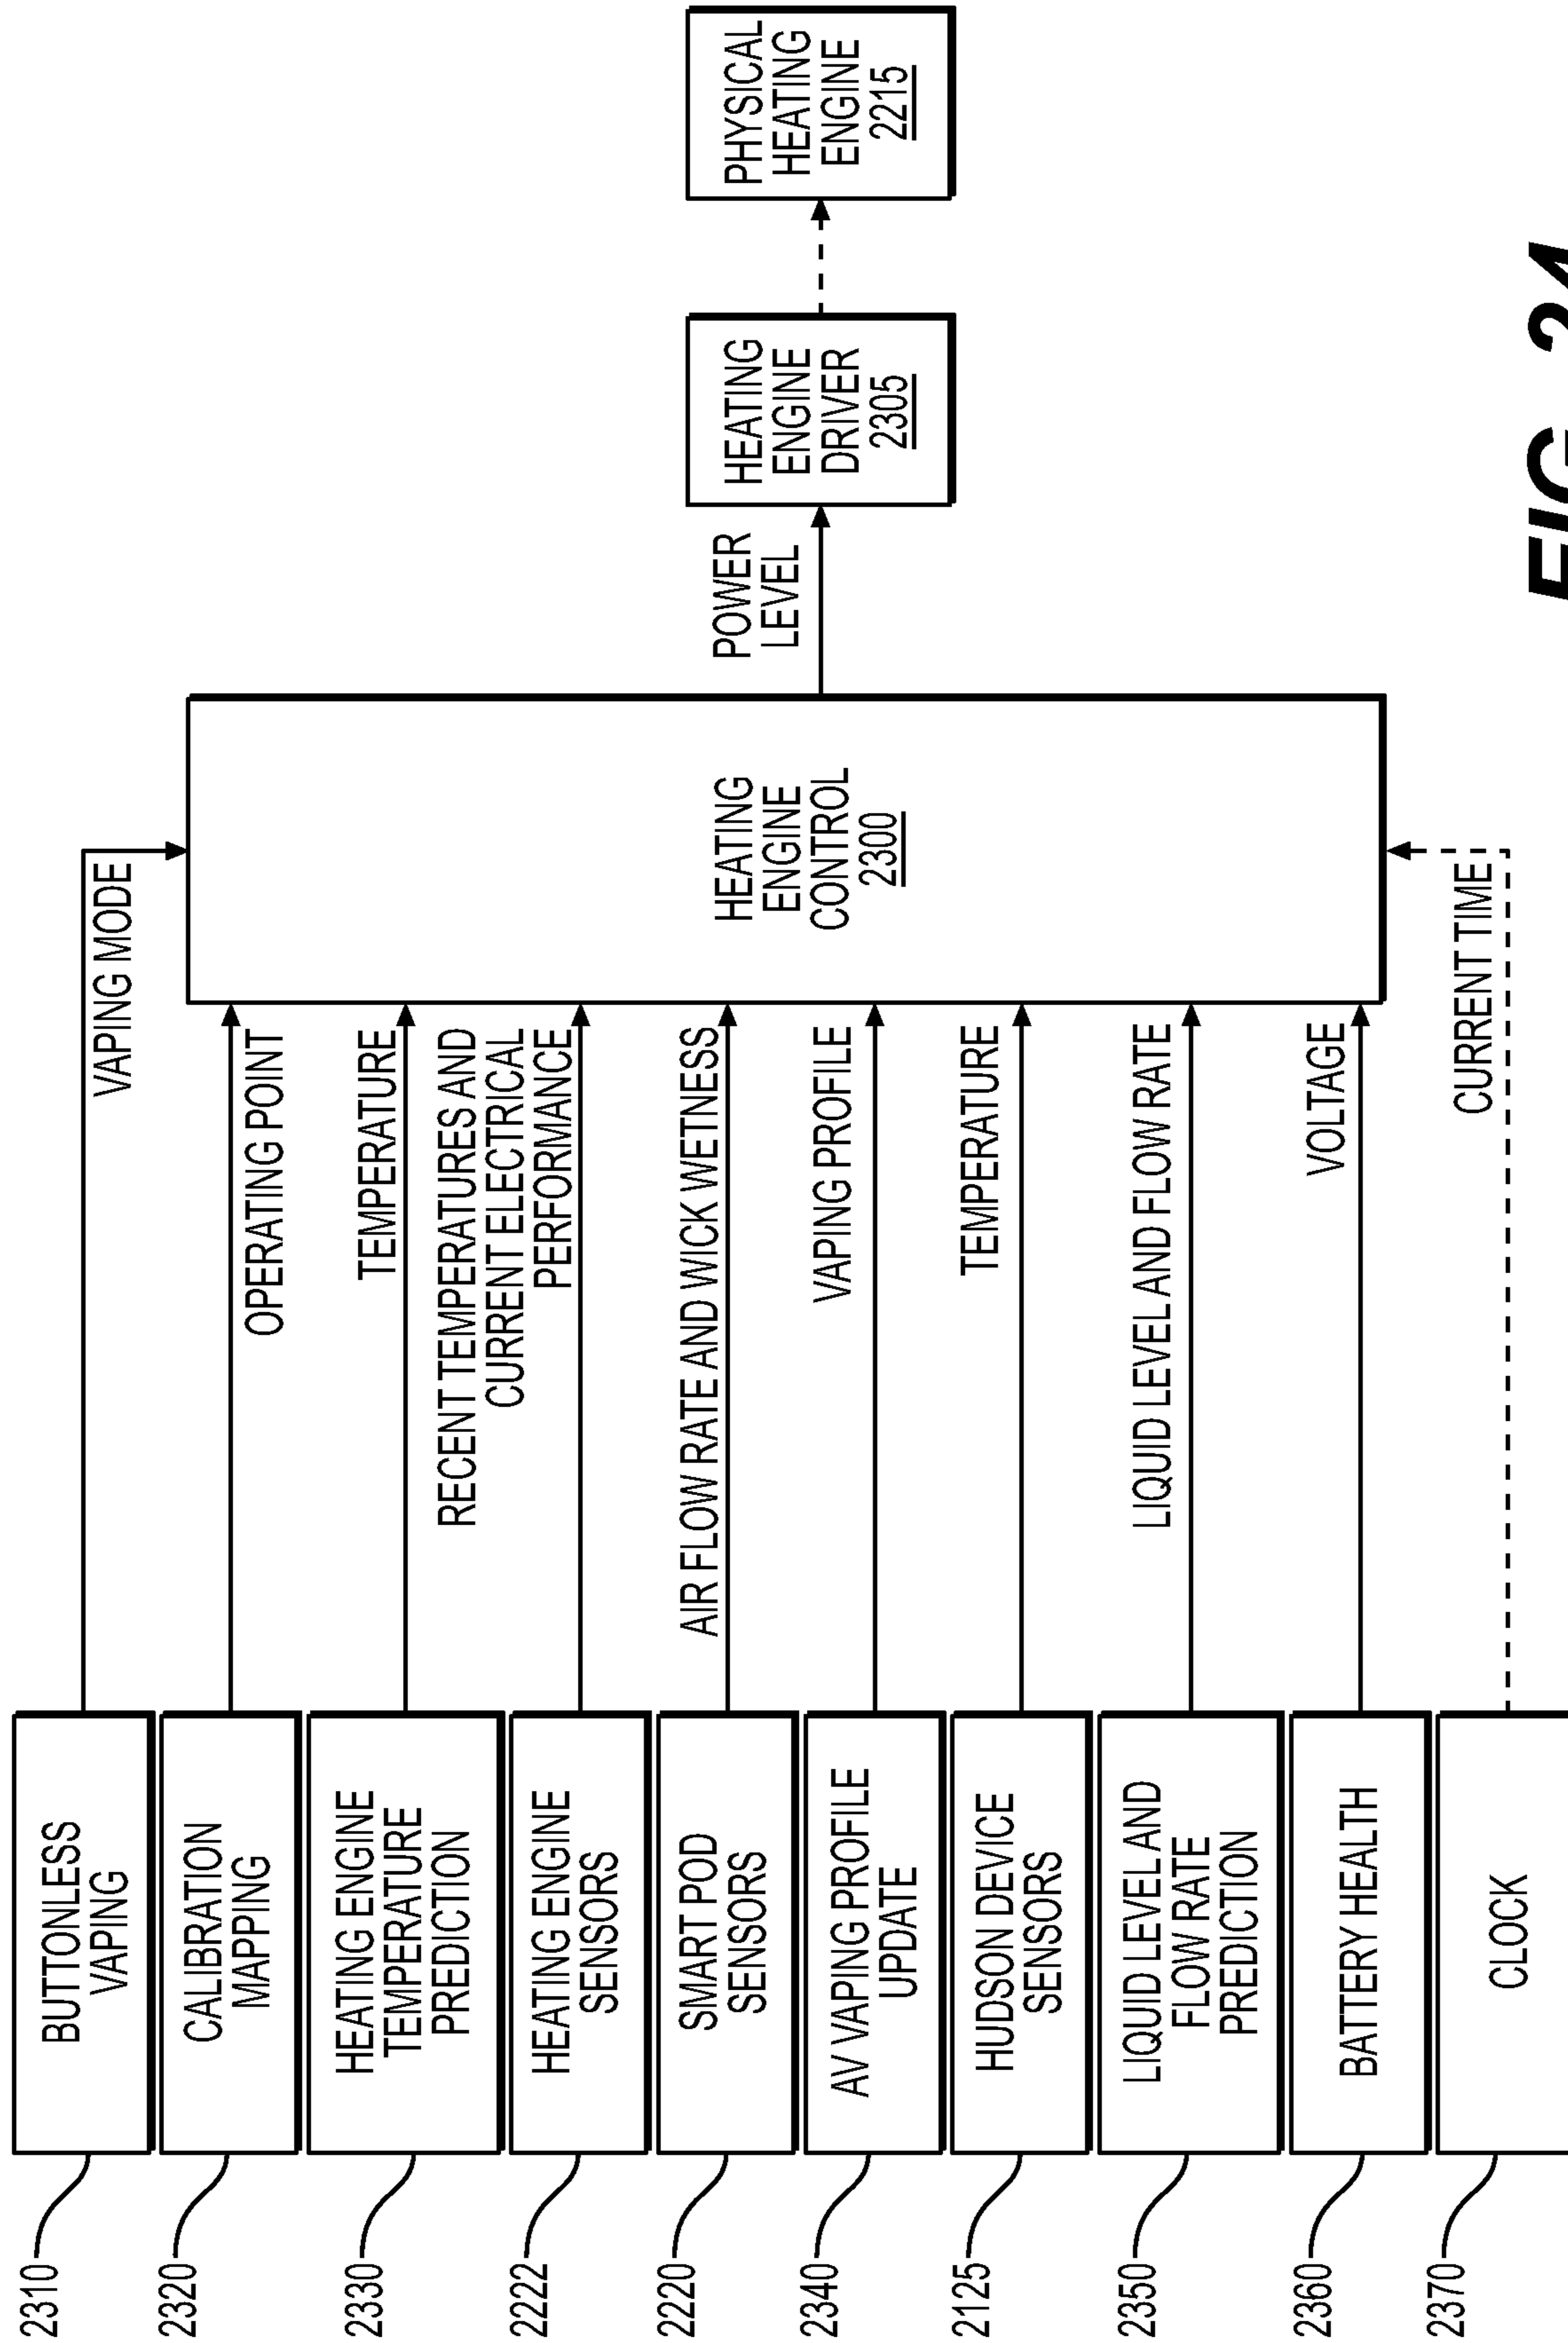 2310
BUTTONLESS
VAPING
VAPING MODE
2320
CALIBRATION
MAPPING
OPERATING POINT
2330
HEATING ENGINE
TEMPERATURE
PREDICTION
TEMPERATURE
2222
HEATING ENGINE
SENSORS
RECENT TEMPERATURES AND
CURRENT ELECTRICAL
PERFORMANCE
2220
SMART POD
SENSORS
AIR FLOW RATE AND WICK WETNESS
2340
AV VAPING PROFILE
UPDATE
VAPING PROFILE
2125
HUDSON DEVICE
SENSORS
TEMPERATURE
2350
LIQUID LEVEL AND
FLOW RATE
PREDICTION
LIQUID LEVEL AND FLOW RATE
2360
BATTERY HEALTH
VOLTAGE
2370
CLOCK
CURRENT TIME
HEATING
ENGINE
CONTROL
2300
POWER
LEVEL
HEATING
ENGINE
DRIVER
2305
PHYSICAL
HEATING
ENGINE
2215
FIG. 24